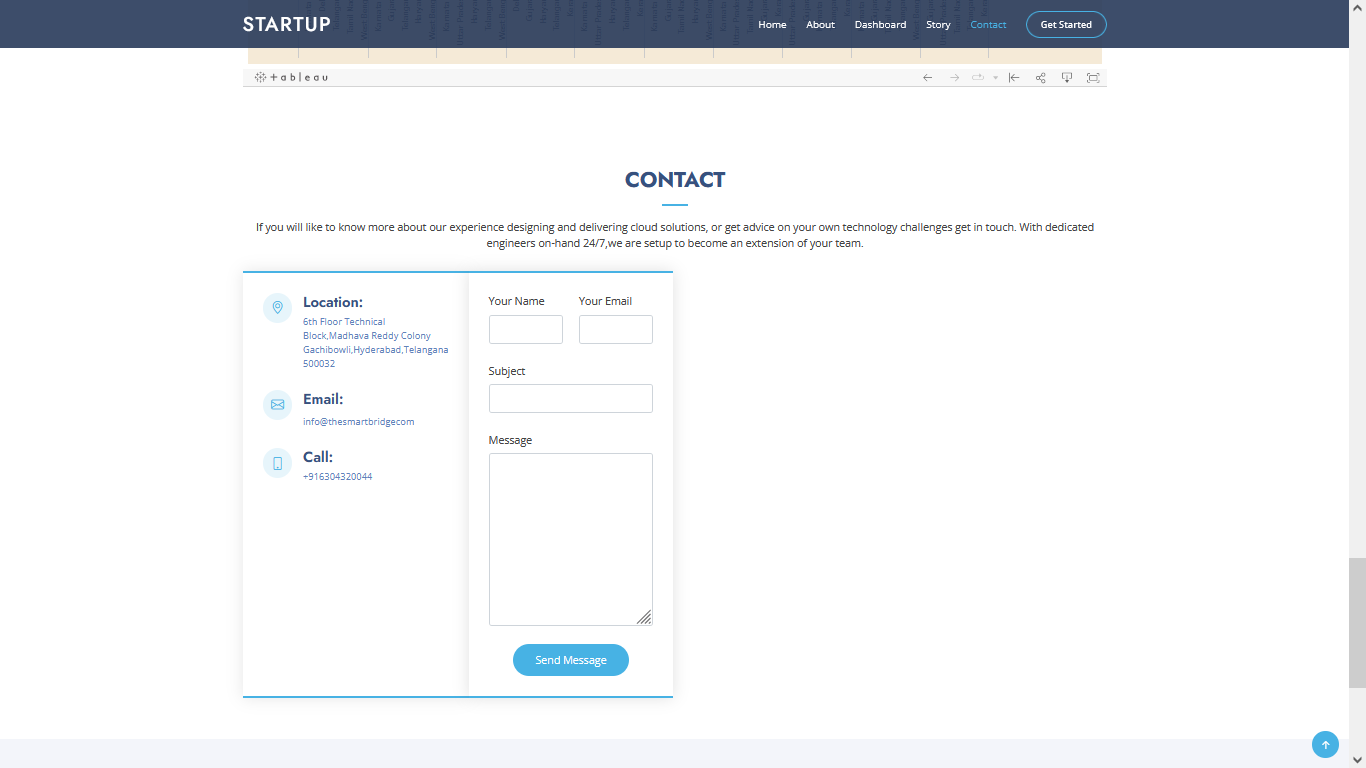 STARTUP
Home About Dashboard Story Contact Get Started
+ableau
CONTACT
If you will like to know more about our experience designing and delivering cloud solutions, or get advice on your own technology challenges get in touch. With dedicated
engineers on-hand 24/7,we are setup to become an extension of your team.
Location:
6th Floor Technical
Block,Madhava Reddy Colony
Gachibowli,Hyderabad,Telangana
500032
Email:
info@thesmartbridgecom
Call:
+916304320044
Your Name Your Email
Subject
Message
Send Message